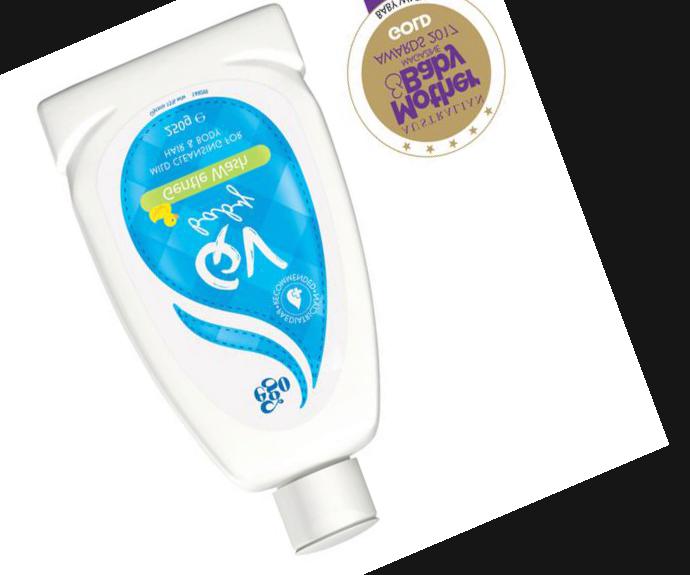 EGO
RECOMMENDED
QV
baby
Gentle Wash
MILD CLEANSING FOR
HAIR & BODY
250g e
AUSTRALIAN
Mother
&Baby
MAGAZINE
AWARDS 2017
GOLD